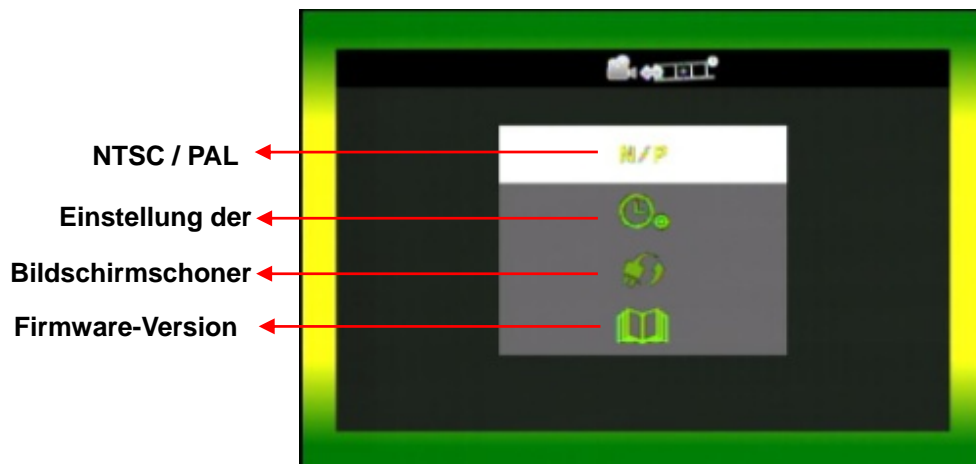 NTSC / PAL
N/P
Einstellung der
Bildschirmschoner
Firmware-Version